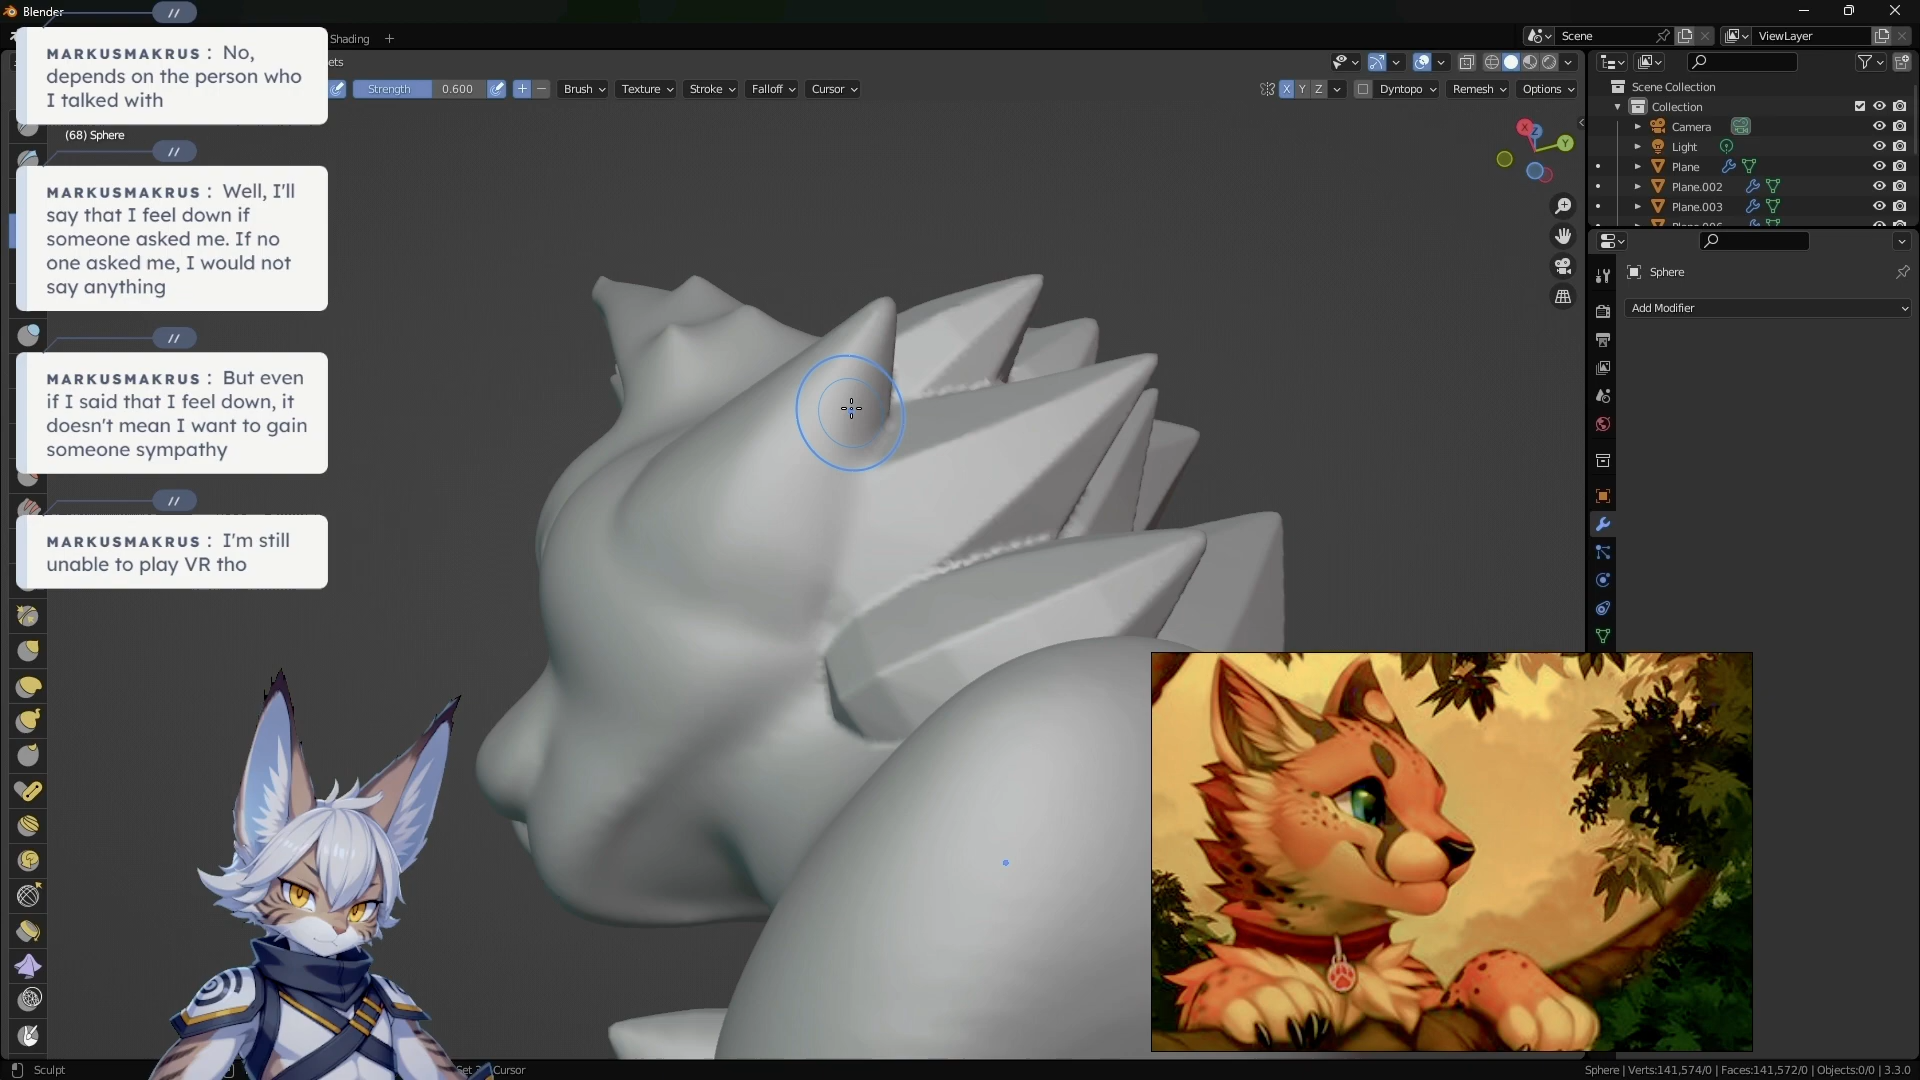 Blender
//
MARKUSMAKRUS : No,
depends on the person who
I talked with
//
MARKUSMAKRUS : Well, I'll
say that I feel down if
someone asked me. If no
one asked me, I would not
say anything
//
MARKUSMAKRUS : But even
if I said that I feel down, it
doesn't mean I want to gain
someone sympathy
//
MARKUSMAKRUS : I'm still
unable to play VR tho
Shading +
ets
Strength 0.600 + − Brush Texture Stroke Falloff Cursor
X Y Z Dyntopo Remesh Options
(68) Sphere
X Z Y
Scene
ViewLayer
Scene Collection
Collection
Camera
Light
Plane
Plane.002
Plane.003
Sphere
Add Modifier
Sculpt
Cursor
Sphere | Verts:141,574/0 | Faces:141,572/0 | Objects:0/0 | 3.3.0